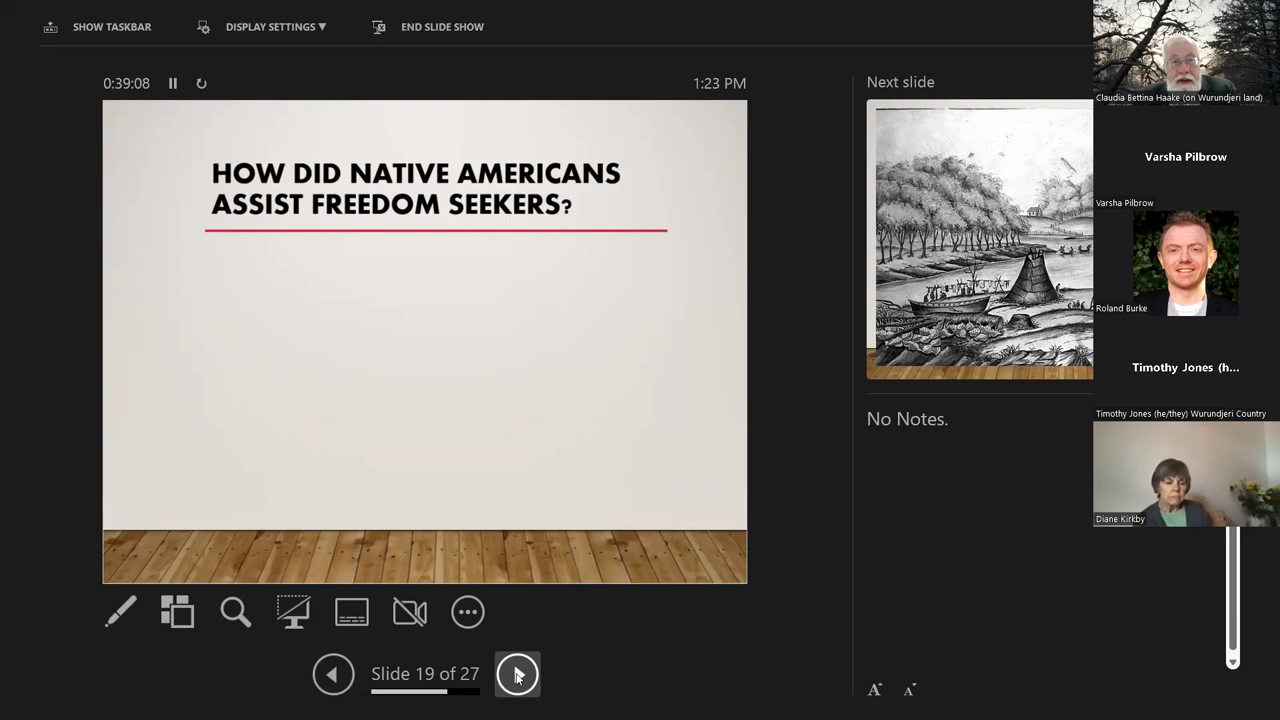 SHOW TASKBAR
DISPLAY SETTINGS ▼
END SLIDE SHOW
0:39:08
1:23 PM
HOW DID NATIVE AMERICANS
ASSIST FREEDOM SEEKERS?
Next slide
No Notes.
Slide 19 of 27
A
A
Claudia Bettina Haake (on Wurundjeri land)
Varsha Pilbrow
Varsha Pilbrow
Roland Burke
Timothy Jones (h...
Timothy Jones (he/they) Wurundjeri Country
Diane Kirkby